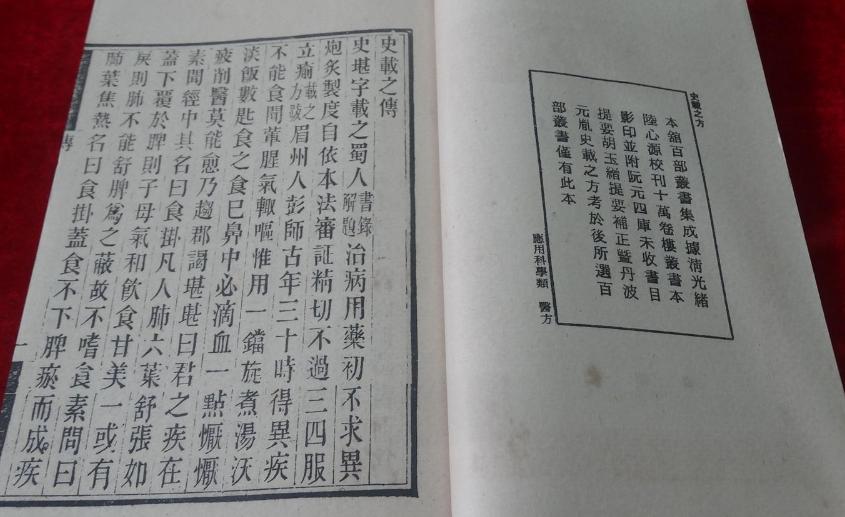 史載之方
本館百部叢書集成據清光緒
陸心源校刊十萬卷樓叢書本
影印並附阮元四庫未收書目
提要胡玉縉提要補正暨丹波
元胤史載之方考於後所選百
部叢書僅有此本
應用科學類 醫方
史載之傳
史堪字載之蜀人書錄解題治病用藥初不求異
炮炙製度自依本法審証精切不過三四服
立瘉載之方跋眉州人彭師古年三十時得異疾
不能食聞葷腥氣輒嘔惟用一鐺旋煮湯沃
淡飯數匙食之食已鼻中必滴血一點懨懨
疲削醫莫能愈乃趨郡謁堪堪曰君之疾在
素問經中其名曰食掛凡人肺六葉舒張如
蓋下覆於脾則子母氣和飲食甘美一或有
戾則肺不能舒脾爲之蔽故不嗜食素問曰
肺葉焦熱名曰食掛蓋食不下脾瘀而成疾
傳
一